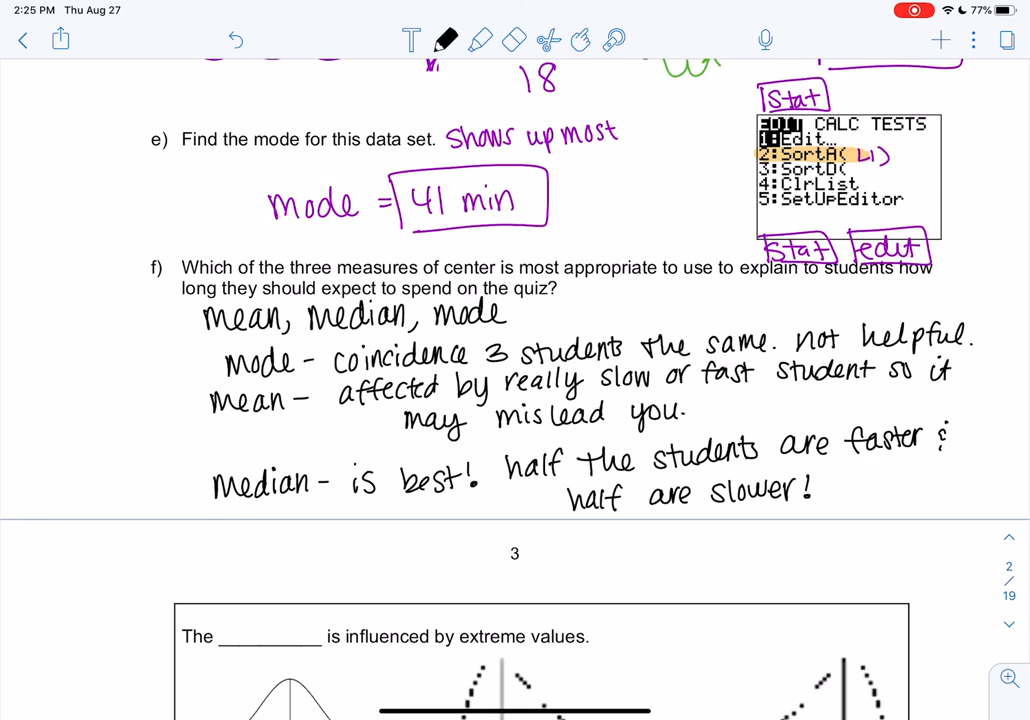 2:25 PM Thu Aug 27
77%
T
18
Stat
e) Find the mode for this data set. Shows up most
EDIT CALC TESTS
1:Edit…
2:SortA( L1)
3:SortD(
4:ClrList
5:SetUpEditor
mode = 41 min
Stat edit
f) Which of the three measures of center is most appropriate to use to explain to students how
long they should expect to spend on the quiz?
mean, median, mode
mode - coincidence 3 students the same. not helpful.
mean - affected by really slow or fast student so it
may mislead you.
median - is best! half the students are faster &
half are slower!
3
2
/
19
The __________ is influenced by extreme values.